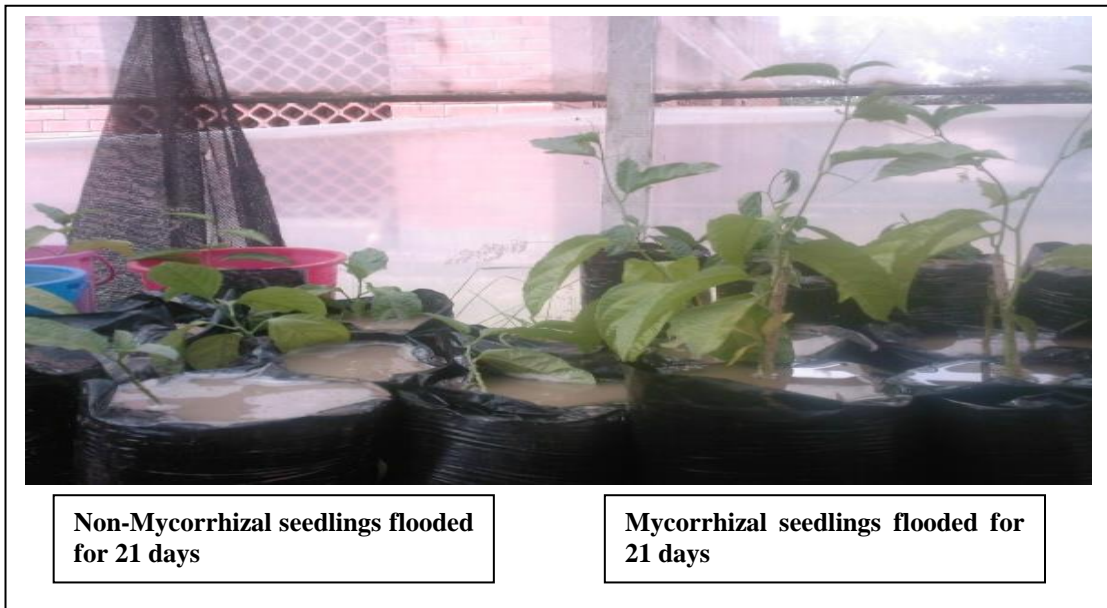 Non-Mycorrhizal seedlings flooded
for 21 days
Mycorrhizal seedlings flooded for
21 days